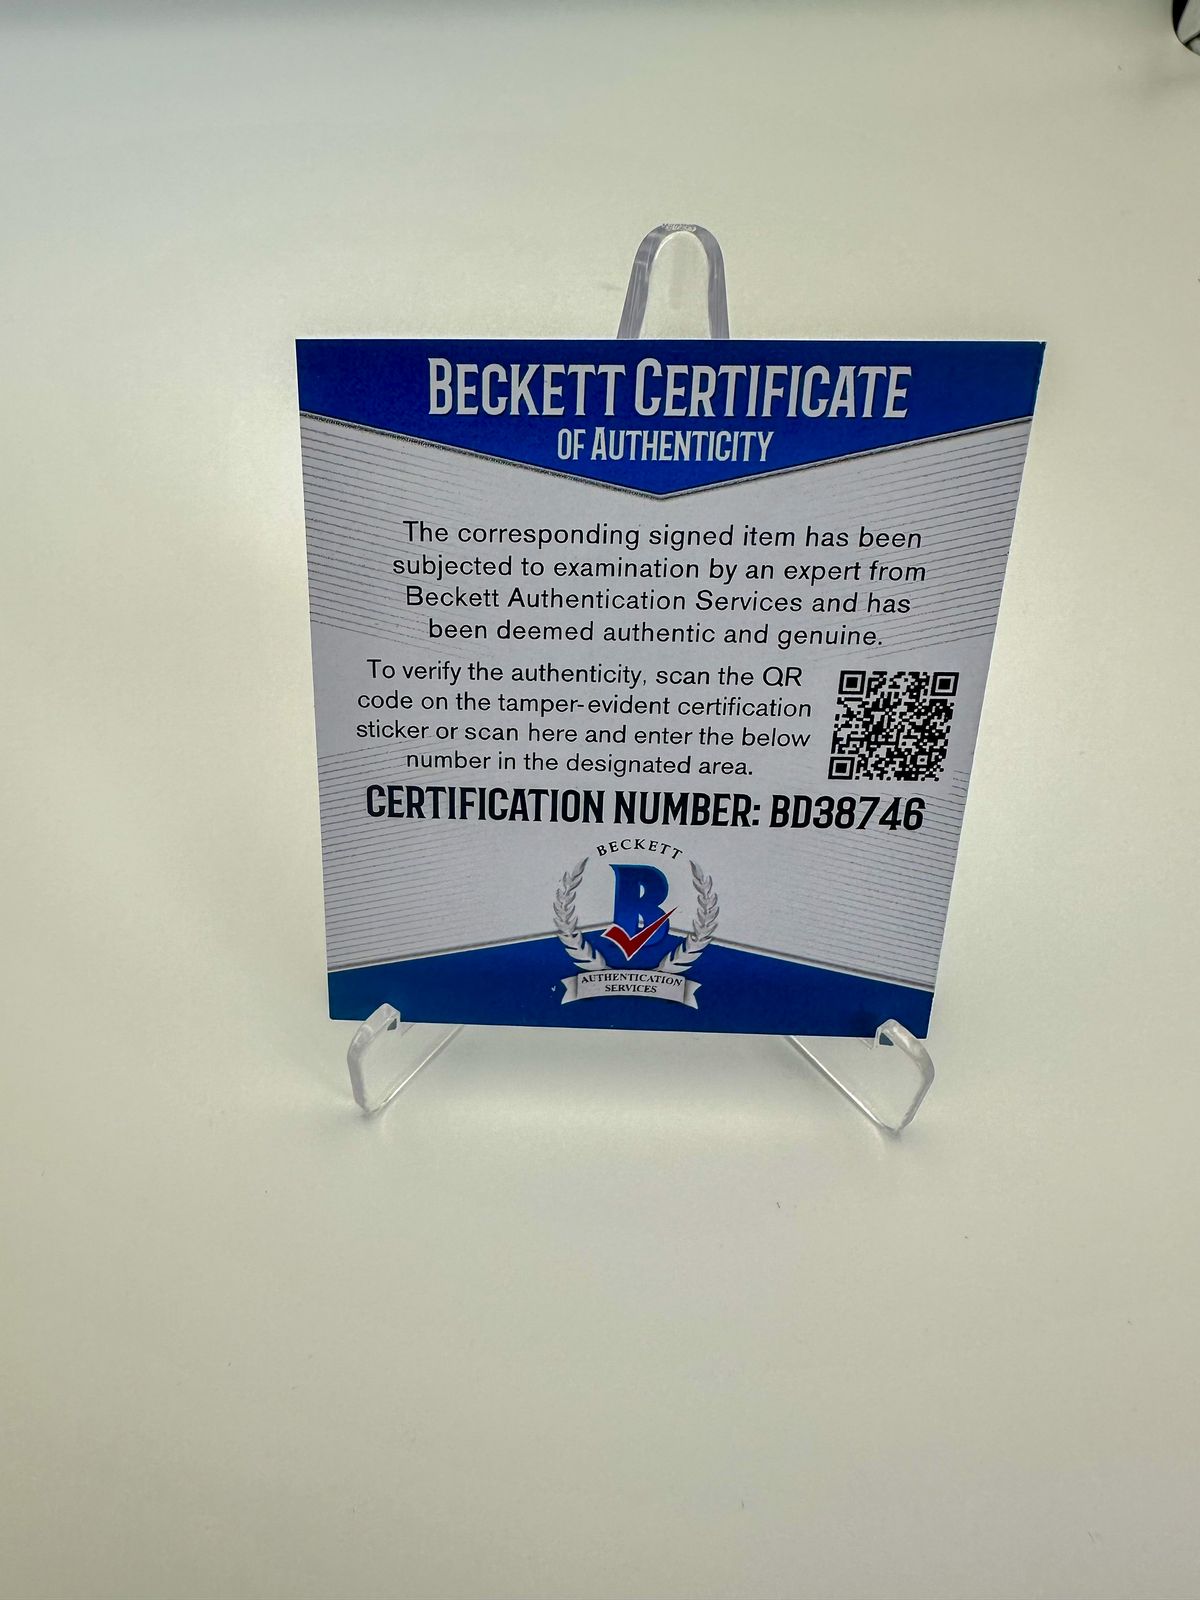 BECKETT CERTIFICATE
OF AUTHENTICITY
The corresponding signed item has been
subjected to examination by an expert from
Beckett Authentication Services and has
been deemed authentic and genuine.
To verify the authenticity, scan the QR
code on the tamper-evident certification
sticker or scan here and enter the below
number in the designated area.
CERTIFICATION NUMBER: BD38746
BECKETT
B
AUTHENTICATION
SERVICES